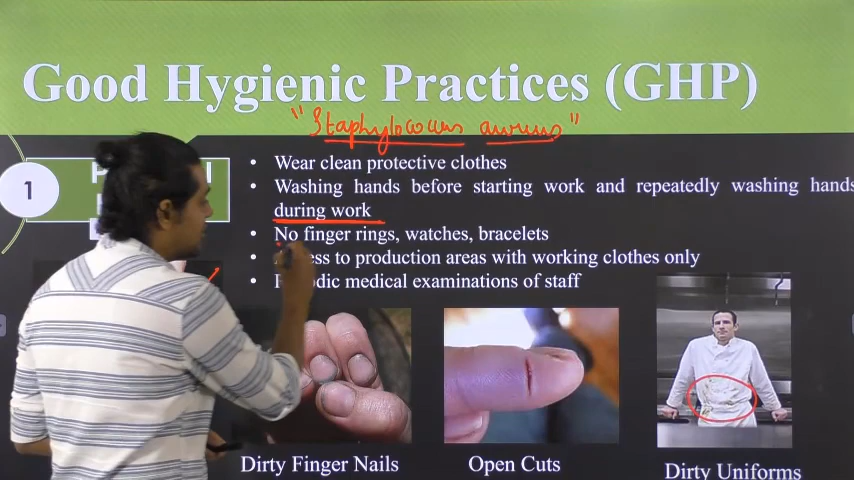 Good Hygienic Practices (GHP)
"Staphylococcus aureus"
1
• Wear clean protective clothes
• Washing hands before starting work and repeatedly washing hands
during work
• No finger rings, watches, bracelets
• to production areas with working clothes only
• medical examinations of staff
Dirty Finger Nails
Open Cuts
Dirty Uniforms